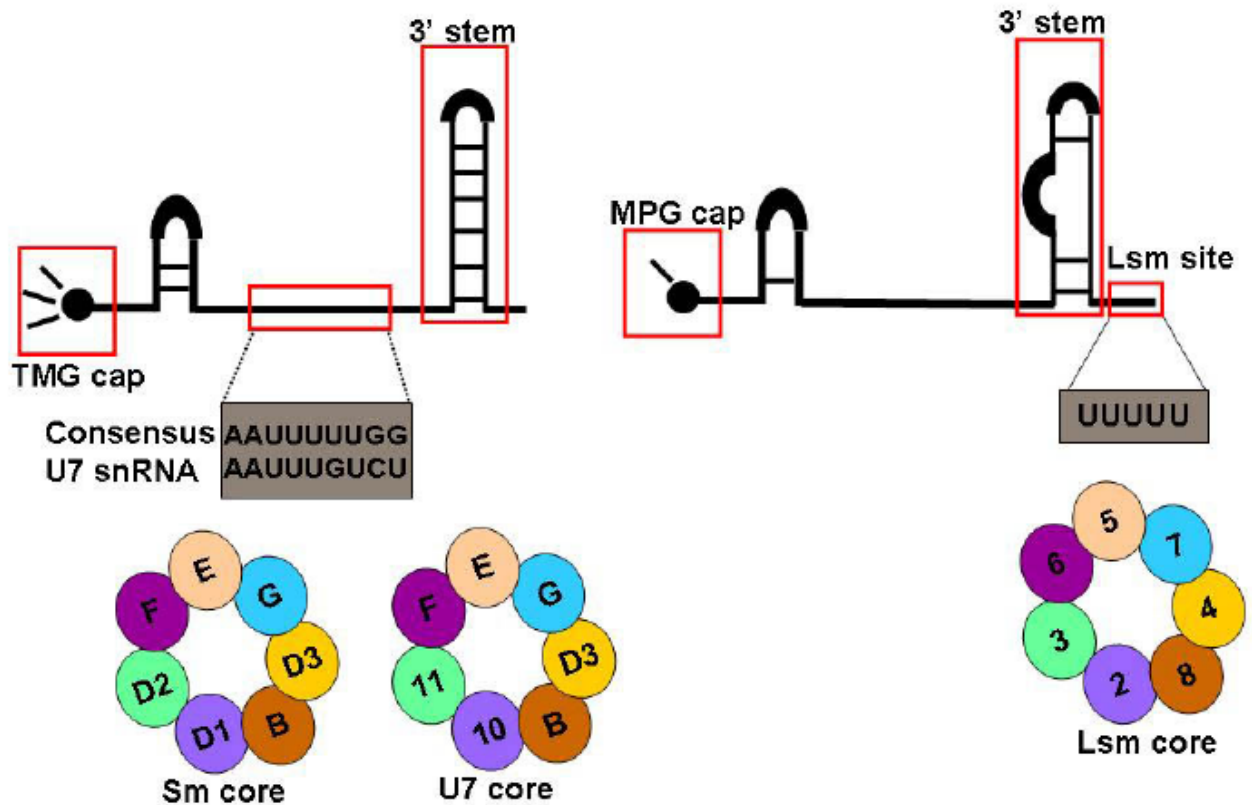 3' stem
TMG cap
Consensus AAUUUUUGG
U7 snRNA AAUUUGUCU
E
G
D3
B
D1
D2
F
Sm core
E
G
D3
B
10
11
F
U7 core
3' stem
MPG cap
Lsm site
UUUUU
5
7
4
8
2
3
6
Lsm core